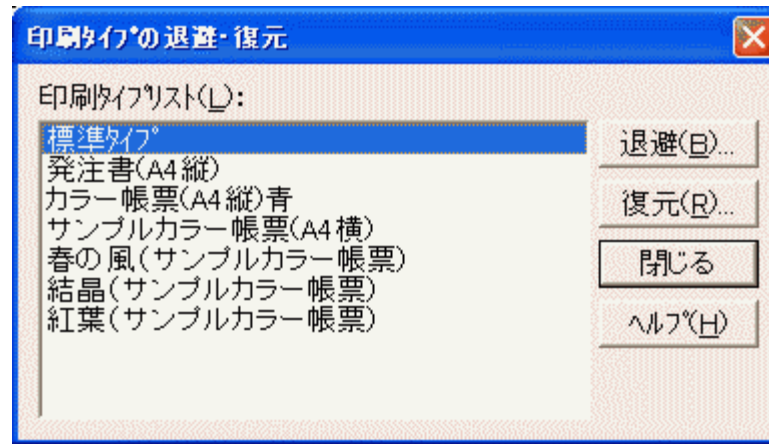 印刷ﾀｲﾌﾟの退避・復元
印刷ﾀｲﾌﾟﾘｽﾄ(L):
標準ﾀｲﾌﾟ
発注書(A4縦)
カラー帳票(A4縦)青
サンプルカラー帳票(A4横)
春の風(サンプルカラー帳票)
結晶(サンプルカラー帳票)
紅葉(サンプルカラー帳票)
退避(B)...
復元(R)...
閉じる
ﾍﾙﾌﾟ(H)